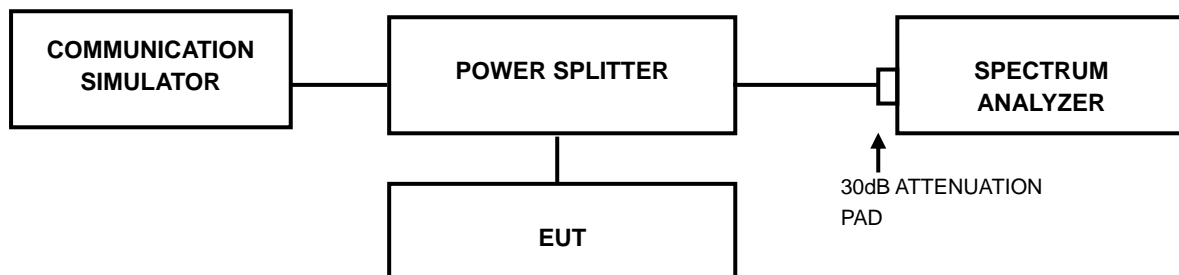 COMMUNICATION
SIMULATOR
POWER SPLITTER
SPECTRUM
ANALYZER
30dB ATTENUATION
PAD
EUT